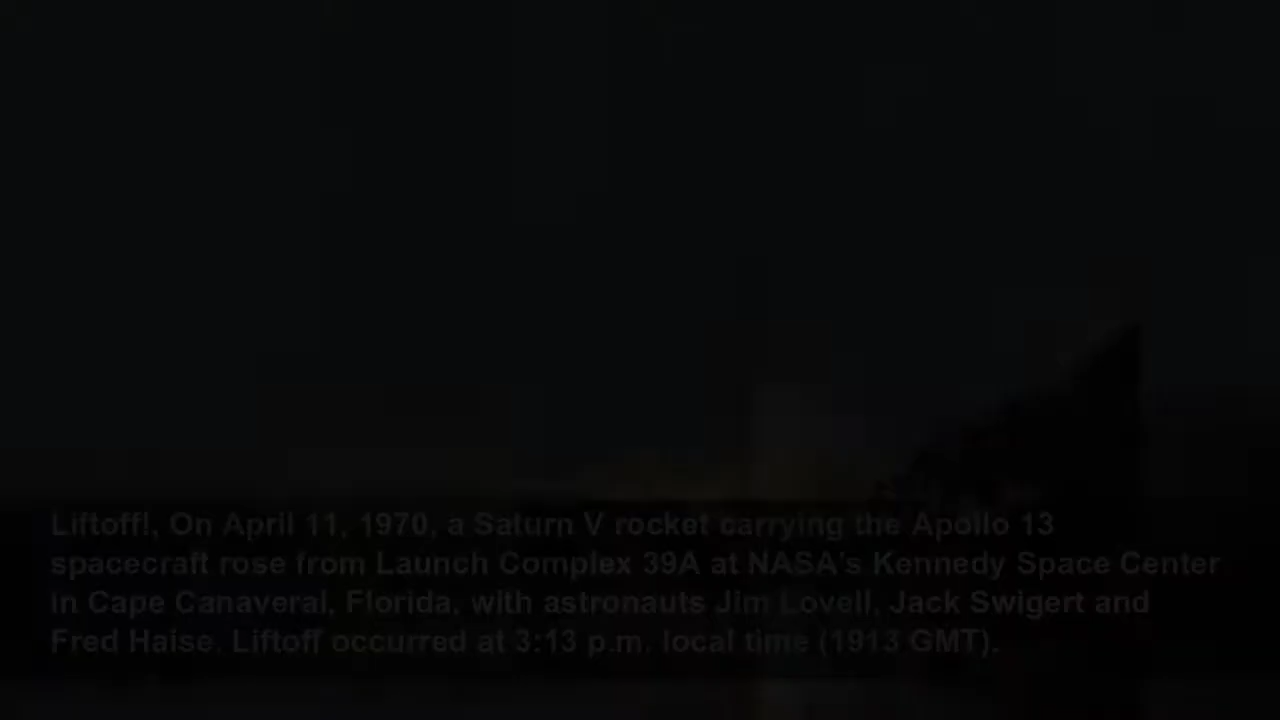 Liftoff!, On April 11, 1970, a Saturn V rocket carrying the Apollo 13
spacecraft rose from Launch Complex 39A at NASA's Kennedy Space Center
in Cape Canaveral, Florida, with astronauts Jim Lovell, Jack Swigert and
Fred Haise. Liftoff occurred at 3:13 p.m. local time (1913 GMT).